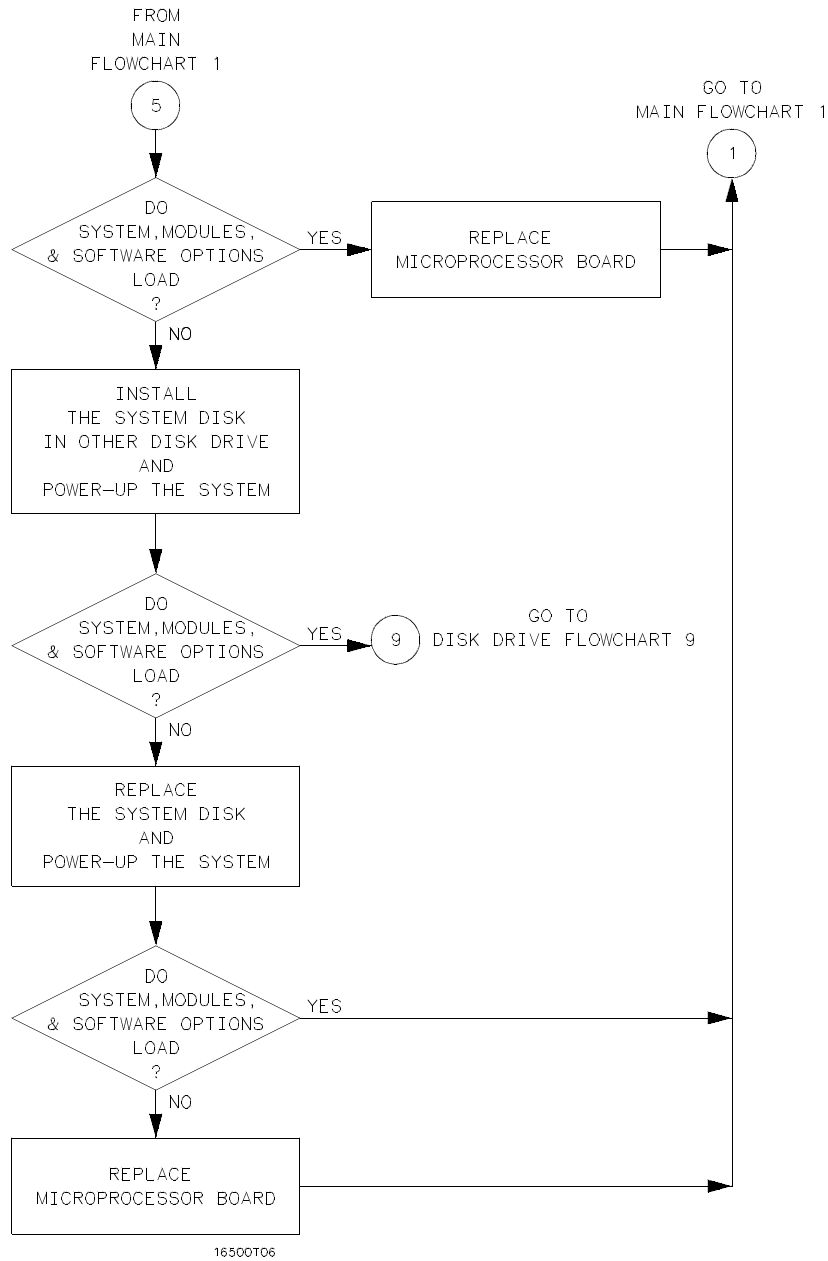 FROM
MAIN
FLOWCHART 1
5
GO TO
MAIN FLOWCHART 1
1
DO
SYSTEM,MODULES,
& SOFTWARE OPTIONS
LOAD
?
YES
REPLACE
MICROPROCESSOR BOARD
NO
INSTALL
THE SYSTEM DISK
IN OTHER DISK DRIVE
AND
POWER–UP THE SYSTEM
DO
SYSTEM,MODULES,
& SOFTWARE OPTIONS
LOAD
?
YES
9
GO TO
DISK DRIVE FLOWCHART 9
NO
REPLACE
THE SYSTEM DISK
AND
POWER–UP THE SYSTEM
DO
SYSTEM,MODULES,
& SOFTWARE OPTIONS
LOAD
?
YES
NO
REPLACE
MICROPROCESSOR BOARD
16500T06